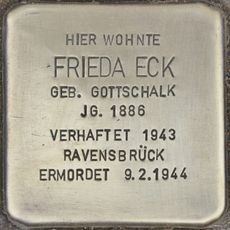 HIER WOHNTE
FRIEDA ECK
GEB. GOTTSCHALK
JG. 1886
VERHAFTET 1943
RAVENSBRÜCK
ERMORDET 9.2.1944